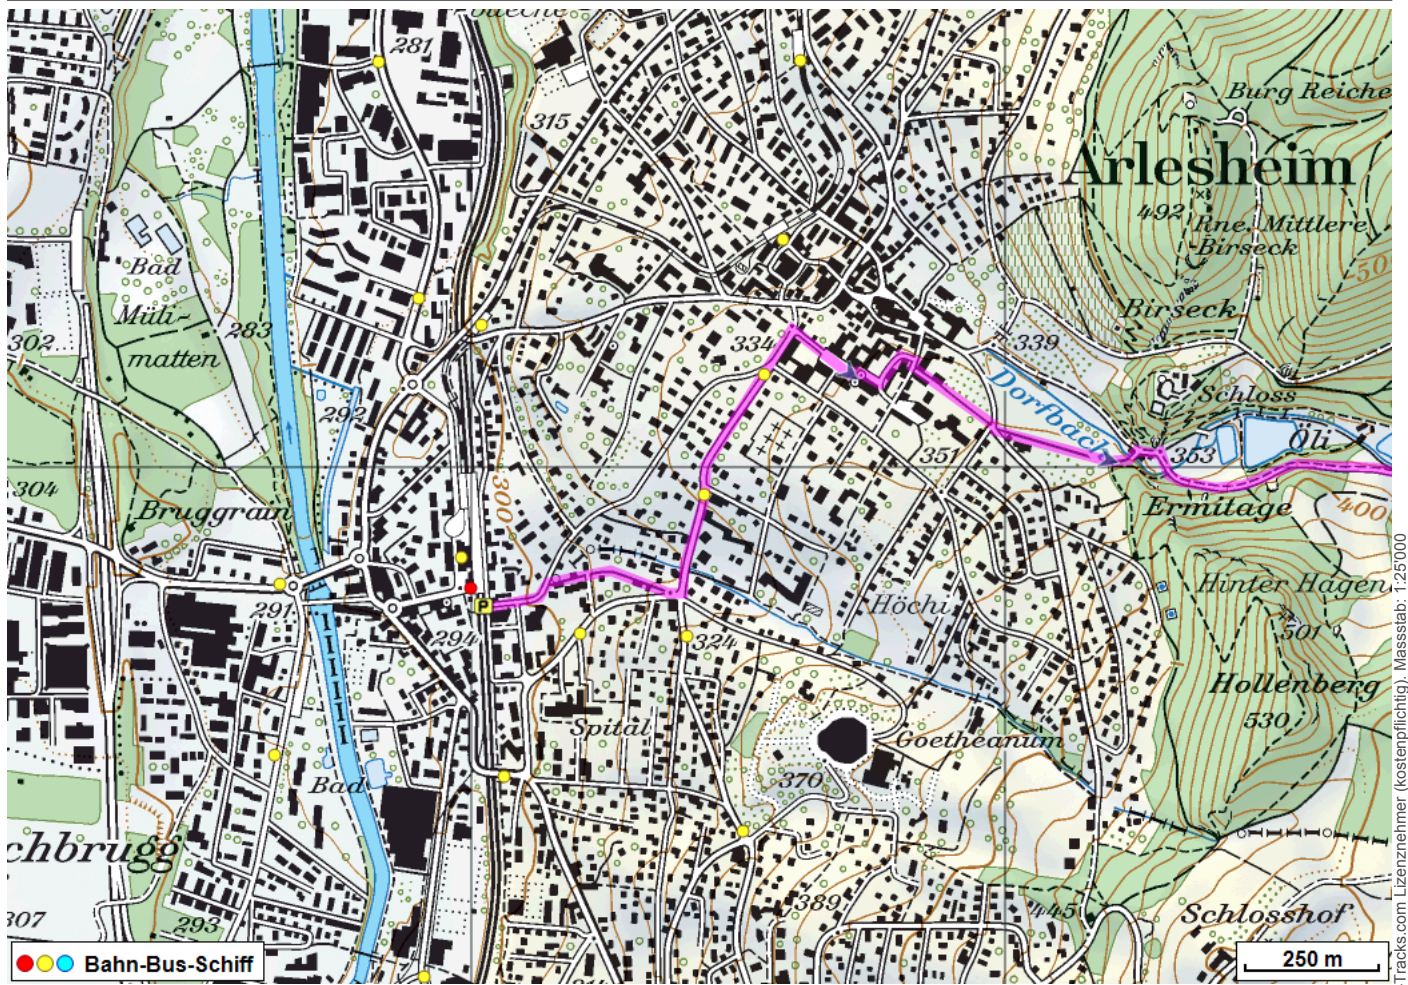 281
Burg Reiche
315
Arlesheim
492
Rne. Mittlere
Birseck
Bad
Müli-
matten
283
302
Birseck
334
339
292
Dorfbach
Schloss
Öli
351
353
304
300
Bruggrain
Ermitage
400
Hinter Hagen
291
294
Höchi
324
501
Hollenberg
530
Spital
Goetheanum
370
Bad
chbrugg
389
445
Schlosshof
307
293
P
Bahn-Bus-Schiff
250 m
Tracks.com Lizenznehmer (kostenpflichtig). Massstab: 1:25'000